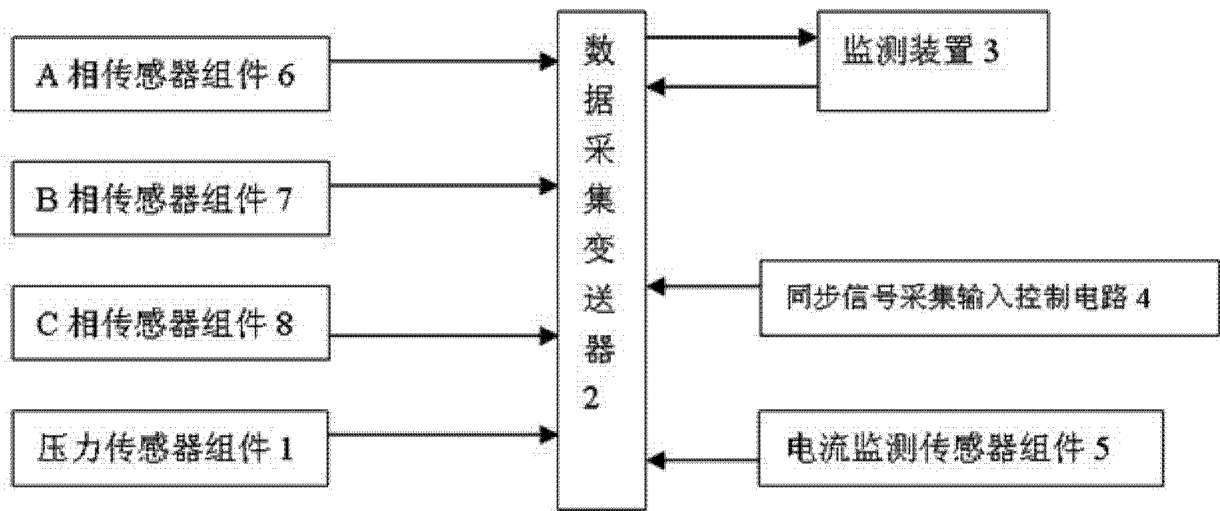 A 相传感器组件 6
B 相传感器组件 7
C 相传感器组件 8
压力传感器组件 1
数
据
采
集
变
送
器
2
监测装置 3
同步信号采集输入控制电路 4
电流监测传感器组件 5